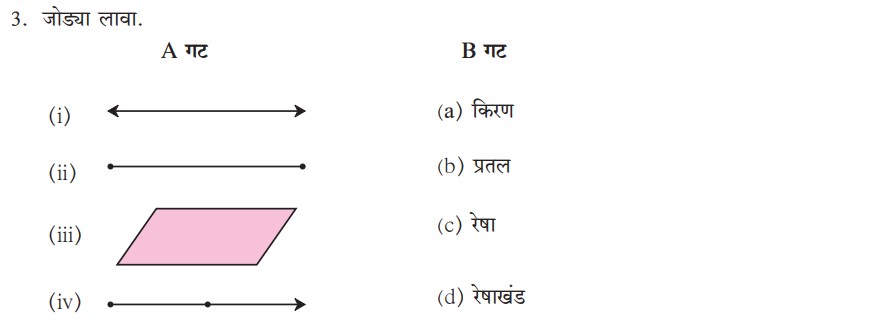 3. जोड्या लावा.
A गट B गट
(i) (a) किरण
(ii) (b) प्रतल
(iii) (c) रेषा
(iv) (d) रेषाखंड